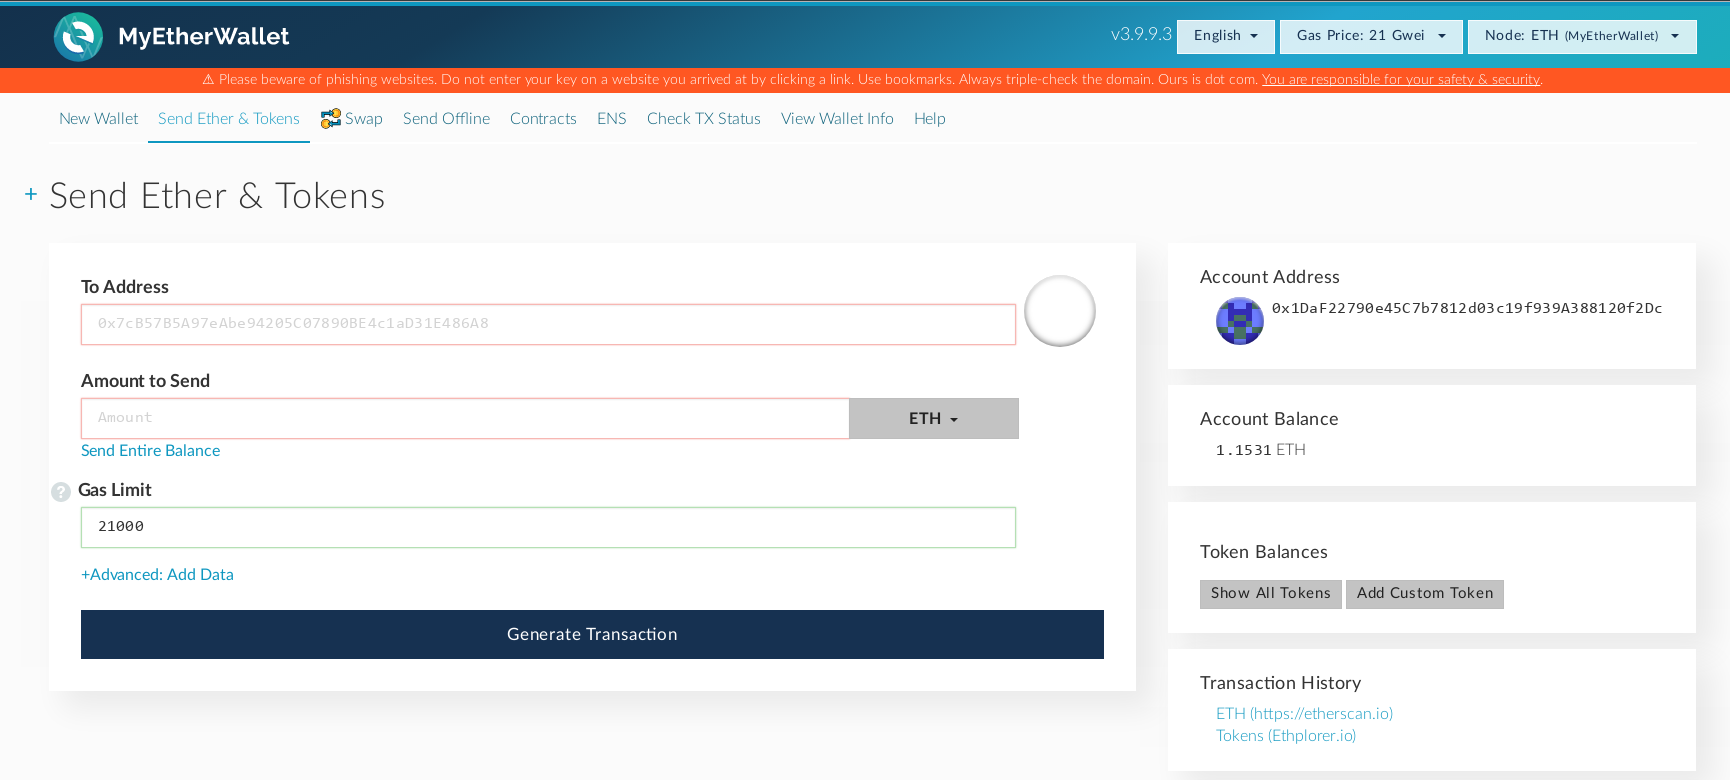 MyEtherWallet
v3.9.9.3 English Gas Price: 21 Gwei Node: ETH (MyEtherWallet)
⚠ Please beware of phishing websites. Do not enter your key on a website you arrived at by clicking a link. Use bookmarks. Always triple-check the domain. Ours is dot com. You are responsible for your safety & security.
New Wallet Send Ether & Tokens Swap Send Offline Contracts ENS Check TX Status View Wallet Info Help
+ Send Ether & Tokens
To Address
0x7cB57B5A97eAbe94205C07890BE4c1aD31E486A8
Amount to Send
Amount ETH
Send Entire Balance
? Gas Limit
21000
+Advanced: Add Data
Generate Transaction
Account Address
0x1DaF22790e45C7b7812d03c19f939A388120f2Dc
Account Balance
1.1531 ETH
Token Balances
Show All Tokens Add Custom Token
Transaction History
ETH (https://etherscan.io)
Tokens (Ethplorer.io)